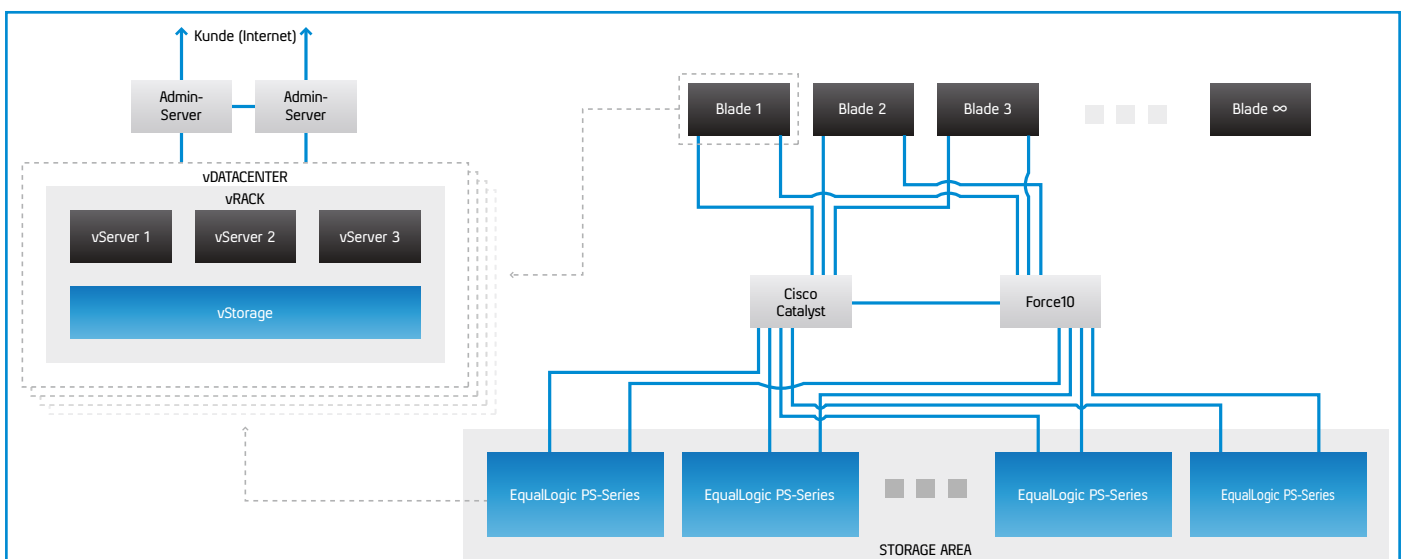 Kunde (Internet)
Admin-
Server
Admin-
Server
vDATACENTER
vRACK
vServer 1
vServer 2
vServer 3
vStorage
Blade 1
Blade 2
Blade 3
Blade ∞
Cisco
Catalyst
Force10
EqualLogic PS-Series
EqualLogic PS-Series
EqualLogic PS-Series
EqualLogic PS-Series
STORAGE AREA